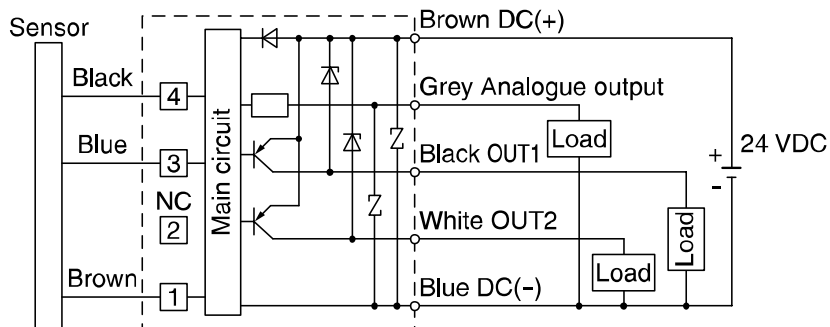 Sensor
Black
Blue
NC
Brown
4
3
2
1
Main circuit
Brown DC(+)
Grey Analogue output
Load
Black OUT1
White OUT2
Load
Load
Blue DC(-)
+
-
24 VDC